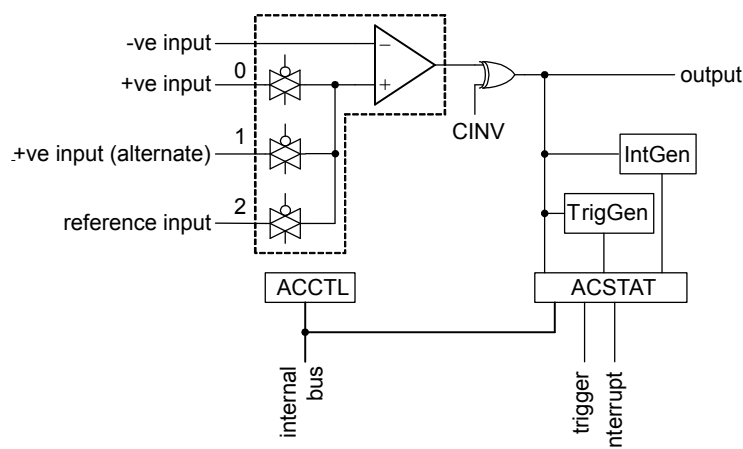 -ve input
+ve input
0
+ve input (alternate)
1
reference input
2
−
+
CINV
output
IntGen
TrigGen
ACCTL
ACSTAT
internal
bus
trigger
nterrupt